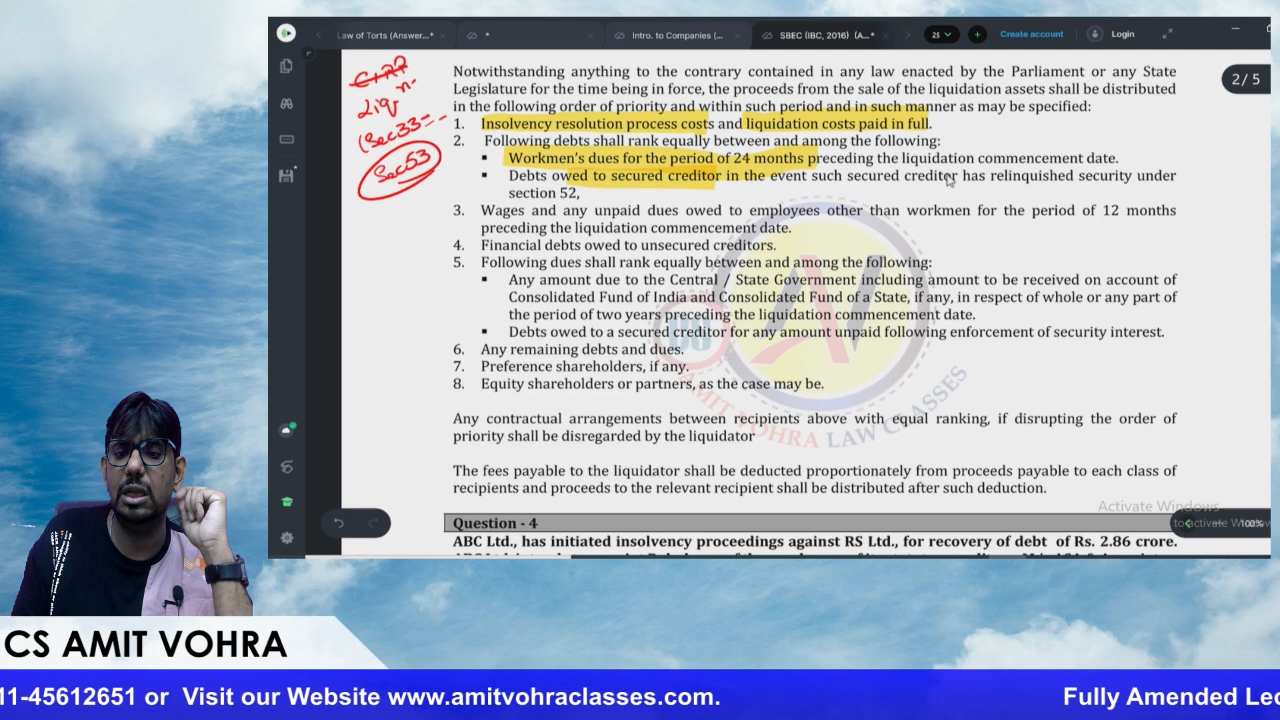 Law of Torts (Answer...*
*
Intro. to Companies (...
SBEC (IBC, 2016) (A...*
25
Create account
Login
2 / 5
CIRP
Liq
(Sec33---
Sec53
Notwithstanding anything to the contrary contained in any law enacted by the Parliament or any State
Legislature for the time being in force, the proceeds from the sale of the liquidation assets shall be distributed
in the following order of priority and within such period and in such manner as may be specified:
1. Insolvency resolution process costs and liquidation costs paid in full.
2. Following debts shall rank equally between and among the following:
▪ Workmen's dues for the period of 24 months preceding the liquidation commencement date.
▪ Debts owed to secured creditor in the event such secured creditor has relinquished security under
section 52,
3. Wages and any unpaid dues owed to employees other than workmen for the period of 12 months
preceding the liquidation commencement date.
4. Financial debts owed to unsecured creditors.
5. Following dues shall rank equally between and among the following:
▪ Any amount due to the Central / State Government including amount to be received on account of
Consolidated Fund of India and Consolidated Fund of a State, if any, in respect of whole or any part of
the period of two years preceding the liquidation commencement date.
▪ Debts owed to a secured creditor for any amount unpaid following enforcement of security interest.
6. Any remaining debts and dues.
7. Preference shareholders, if any.
8. Equity shareholders or partners, as the case may be.
AMIT VOHRA LAW CLASSES
Any contractual arrangements between recipients above with equal ranking, if disrupting the order of
priority shall be disregarded by the liquidator
The fees payable to the liquidator shall be deducted proportionately from proceeds payable to each class of
recipients and proceeds to the relevant recipient shall be distributed after such deduction.
Activate Windows
to activate Windows
100%
Question - 4
ABC Ltd., has initiated insolvency proceedings against RS Ltd., for recovery of debt of Rs. 2.86 crore.
CS AMIT VOHRA
11-45612651 or Visit our Website www.amitvohraclasses.com.
Fully Amended Lec